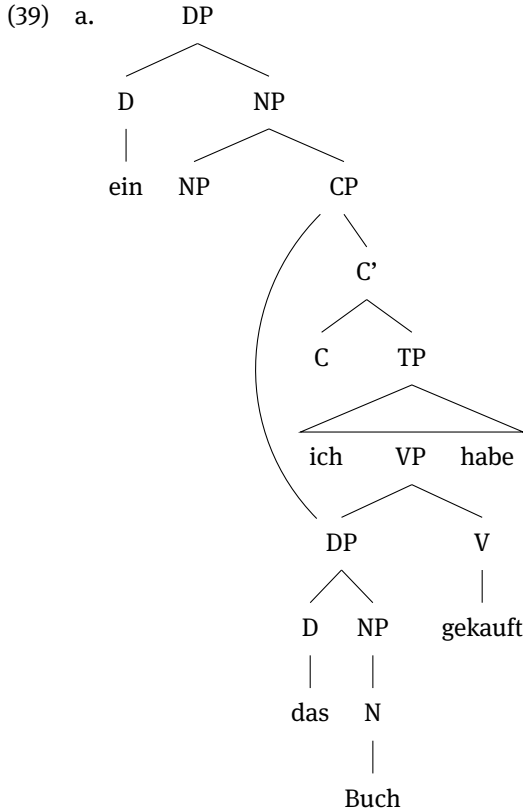 (39) a. DP
D NP
ein NP CP
C’
C TP
ich VP habe
DP V
D NP gekauft
das N
Buch